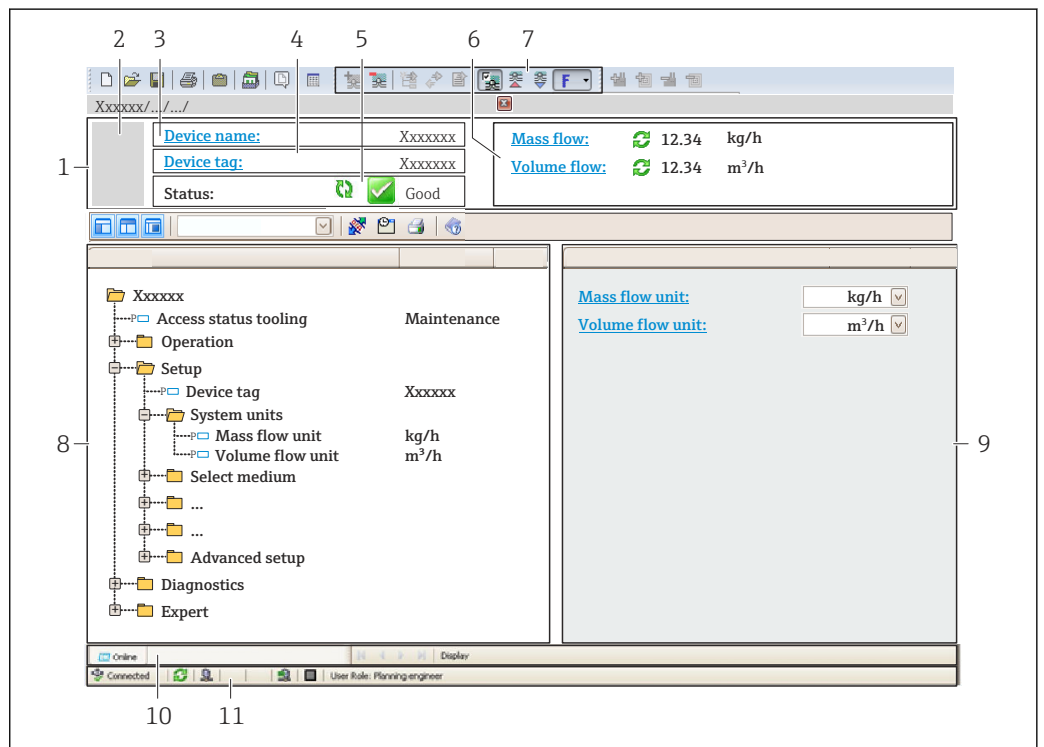 2 3 4 5 6 7
F
Xxxxxx/.../.../
1
Device name: Xxxxxxx
Device tag: Xxxxxxx
Status: Good
Mass flow: 12.34 kg/h
Volume flow: 12.34 m³/h
Xxxxxx
P Access status tooling Maintenance
Operation
Setup
P Device tag Xxxxxx
System units
P Mass flow unit kg/h
P Volume flow unit m³/h
Select medium
...
...
Advanced setup
Diagnostics
Expert
8
Mass flow unit: kg/h
Volume flow unit: m³/h
9
Online Display
Connected User Role: Planning engineer
10 11